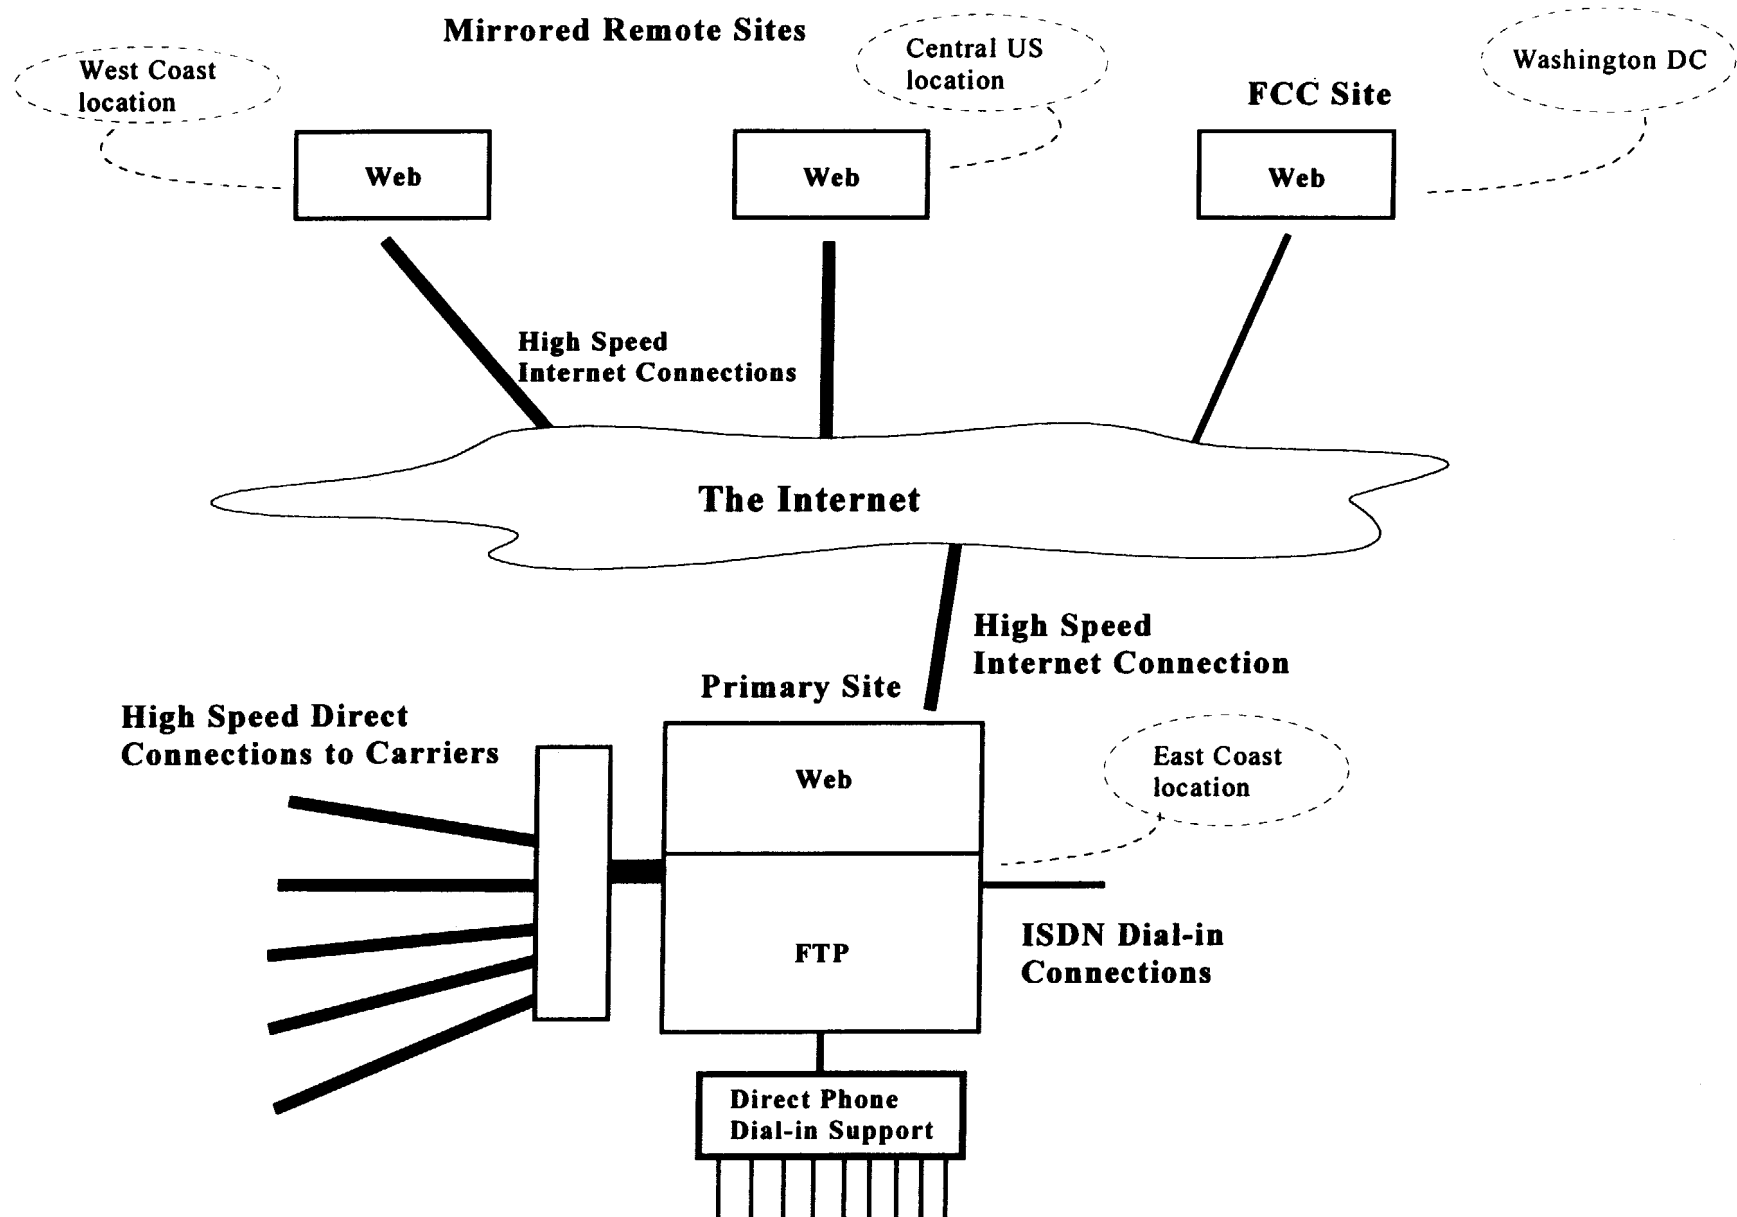 Mirrored Remote Sites
West Coast
location
Central US
location
Washington DC
FCC Site
Web
Web
Web
High Speed
Internet Connections
The Internet
High Speed
Internet Connection
Primary Site
High Speed Direct
Connections to Carriers
Web
East Coast
location
FTP
ISDN Dial-in
Connections
Direct Phone
Dial-in Support